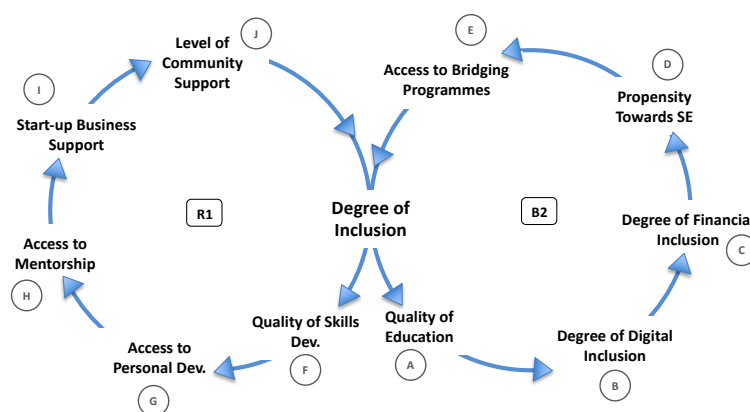 J
Level of
Community
Support
E
Access to Bridging
Programmes
D
Propensity
Towards SE
I
Start-up Business
Support
R1
Degree of
Inclusion
B2
Degree of Financial
Inclusion
C
Access to
Mentorship
H
Quality of Skills
Dev.
F
Quality of
Education
A
Degree of Digital
Inclusion
B
Access to
Personal Dev.
G